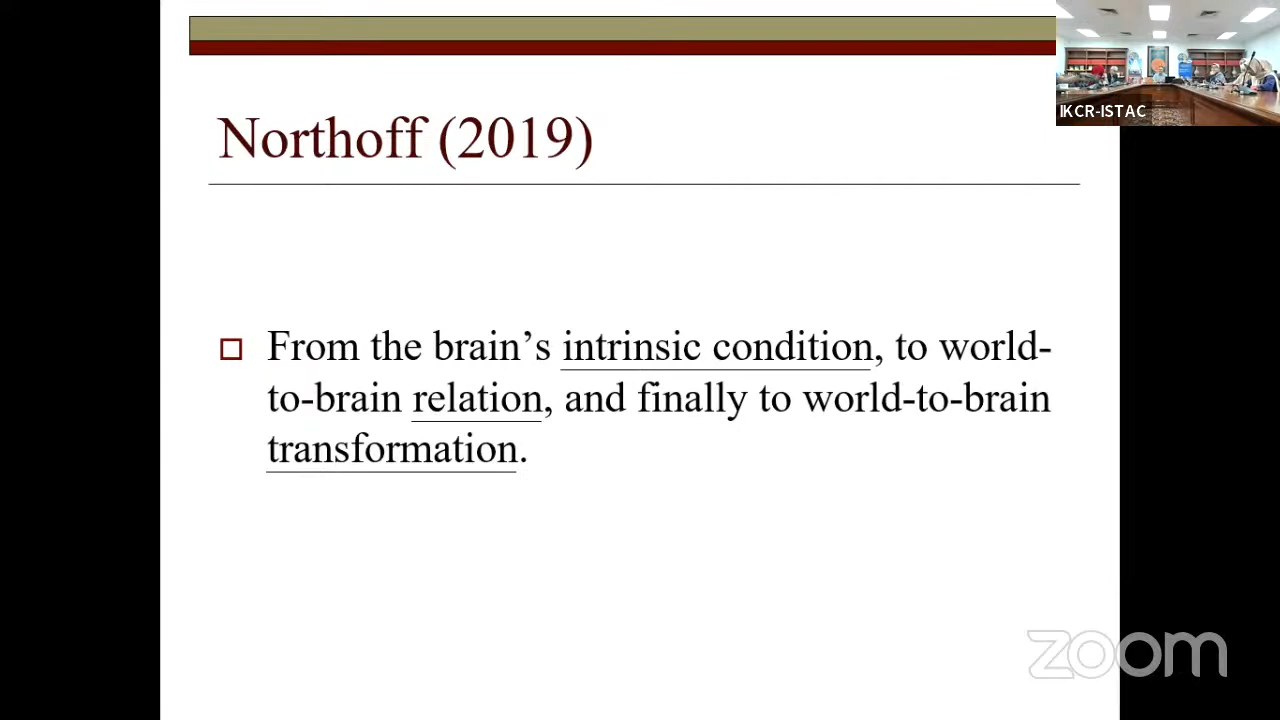 IKCR-ISTAC
Northoff (2019)
From the brain’s intrinsic condition, to world-
to-brain relation, and finally to world-to-brain
transformation.
zoom